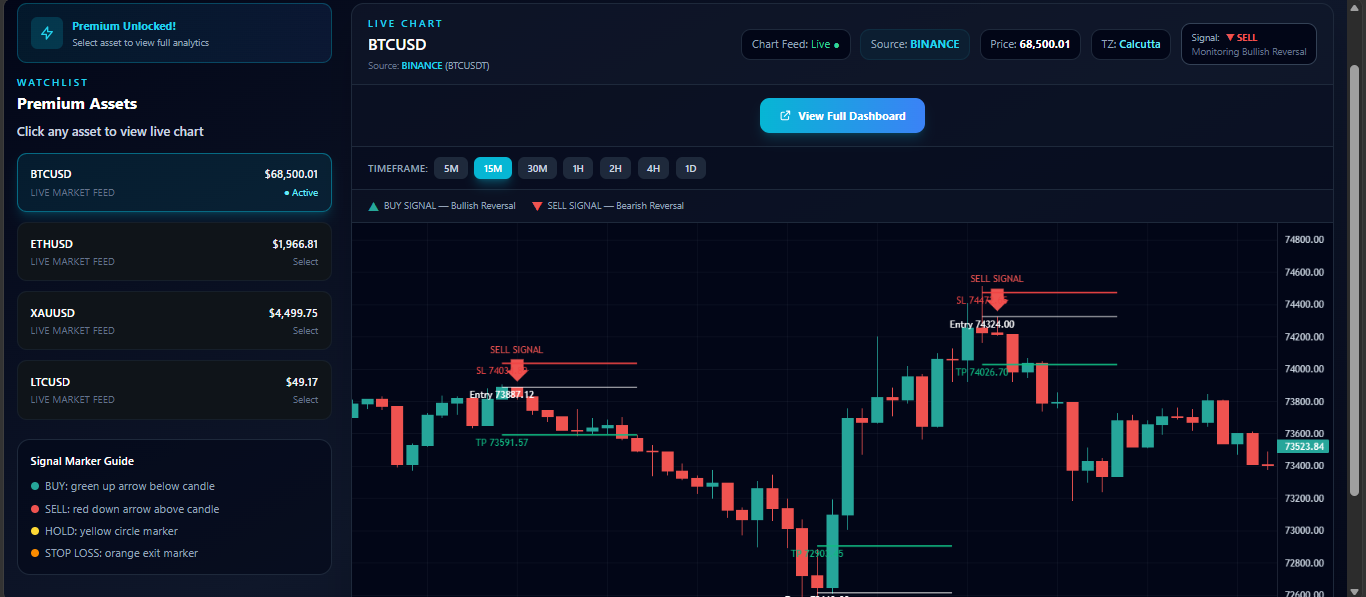 Premium Unlocked!
Select asset to view full analytics
WATCHLIST
Premium Assets
Click any asset to view live chart
BTCUSD $68,500.01
LIVE MARKET FEED Active
ETHUSD $1,966.81
LIVE MARKET FEED Select
XAUUSD $4,499.75
LIVE MARKET FEED Select
LTCUSD $49.17
LIVE MARKET FEED Select
Signal Marker Guide
BUY: green up arrow below candle
SELL: red down arrow above candle
HOLD: yellow circle marker
STOP LOSS: orange exit marker
LIVE CHART
BTCUSD
Source: BINANCE (BTCUSDT)
Chart Feed: Live
Source: BINANCE
Price: 68,500.01
TZ: Calcutta
Signal: ▼ SELL
Monitoring Bullish Reversal
View Full Dashboard
TIMEFRAME: 5M 15M 30M 1H 2H 4H 1D
▲ BUY SIGNAL — Bullish Reversal ▼ SELL SIGNAL — Bearish Reversal
SELL SIGNAL
Entry 73887.12
TP 73591.57
SELL SIGNAL
Entry 74324.00
TP 74026.70
74800.00
74600.00
74400.00
74200.00
74000.00
73800.00
73600.00
73523.84
73400.00
73200.00
73000.00
72800.00
72600.00